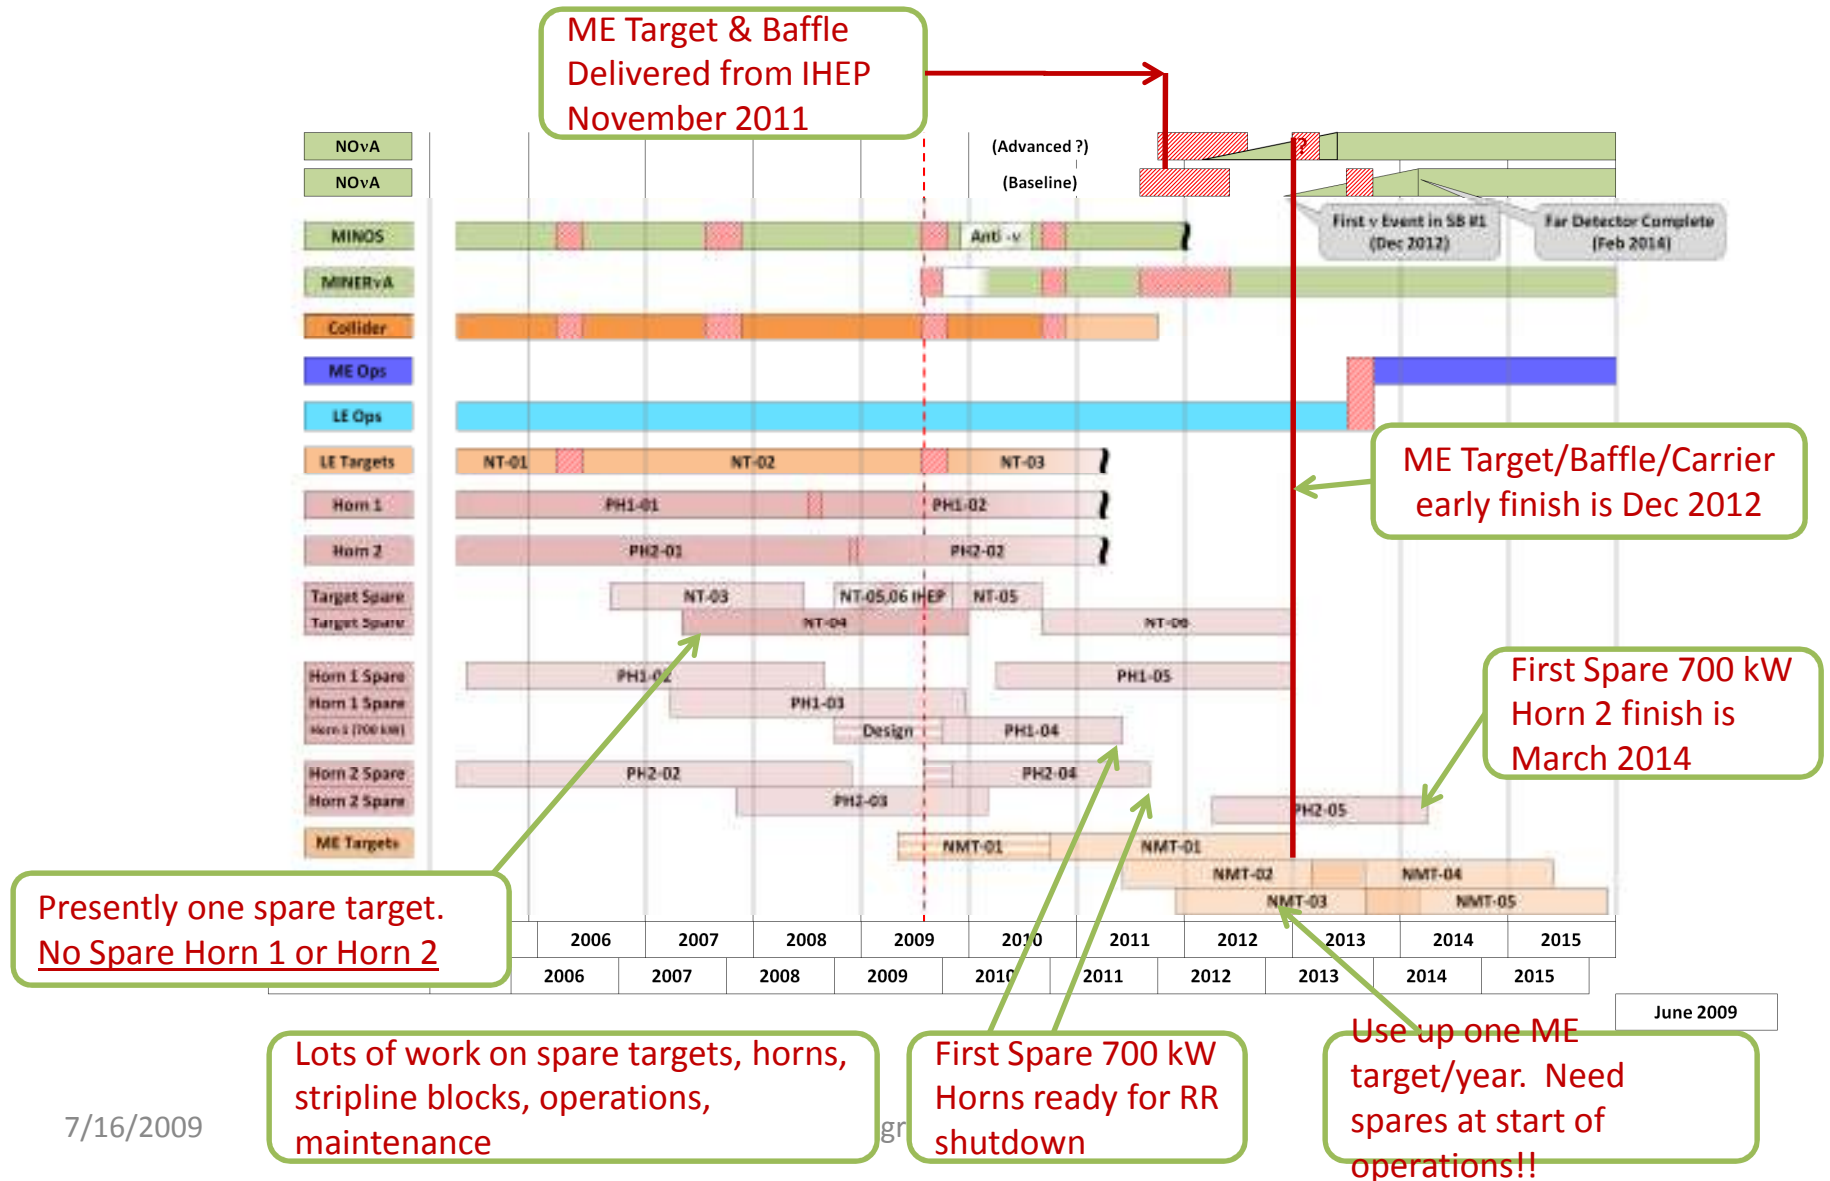 ME Target & Baffle
Delivered from IHEP
November 2011
NOνA
(Advanced ?)
?
NOνA
(Baseline)
First ν Event in SB #1
(Dec 2012)
Far Detector Complete
(Feb 2014)
MINOS
Anti -ν
MINERνA
Collider
ME Ops
LE Ops
LE Targets
NT-01
NT-02
NT-03
ME Target/Baffle/Carrier
early finish is Dec 2012
Horn 1
PH1-01
PH1-02
Horn 2
PH2-01
PH2-02
Target Spare
NT-03
NT-05,06 IHEP
NT-05
Target Spare
NT-04
NT-06
Horn 1 Spare
PH1-02
PH1-05
Horn 1 Spare
PH1-03
Horn 1 (700 kW)
Design
PH1-04
First Spare 700 kW
Horn 2 finish is
March 2014
Horn 2 Spare
PH2-02
PH2-04
Horn 2 Spare
PH2-03
PH2-05
ME Targets
NMT-01
NMT-01
NMT-02
NMT-04
NMT-03
NMT-05
Presently one spare target.
No Spare Horn 1 or Horn 2
2006 2007 2008 2009 2010 2011 2012 2013 2014 2015
2006 2007 2008 2009 2010 2011 2012 2013 2014 2015
June 2009
Lots of work on spare targets, horns,
stripline blocks, operations,
maintenance
First Spare 700 kW
Horns ready for RR
shutdown
Use up one ME
target/year. Need
spares at start of
operations!!
7/16/2009